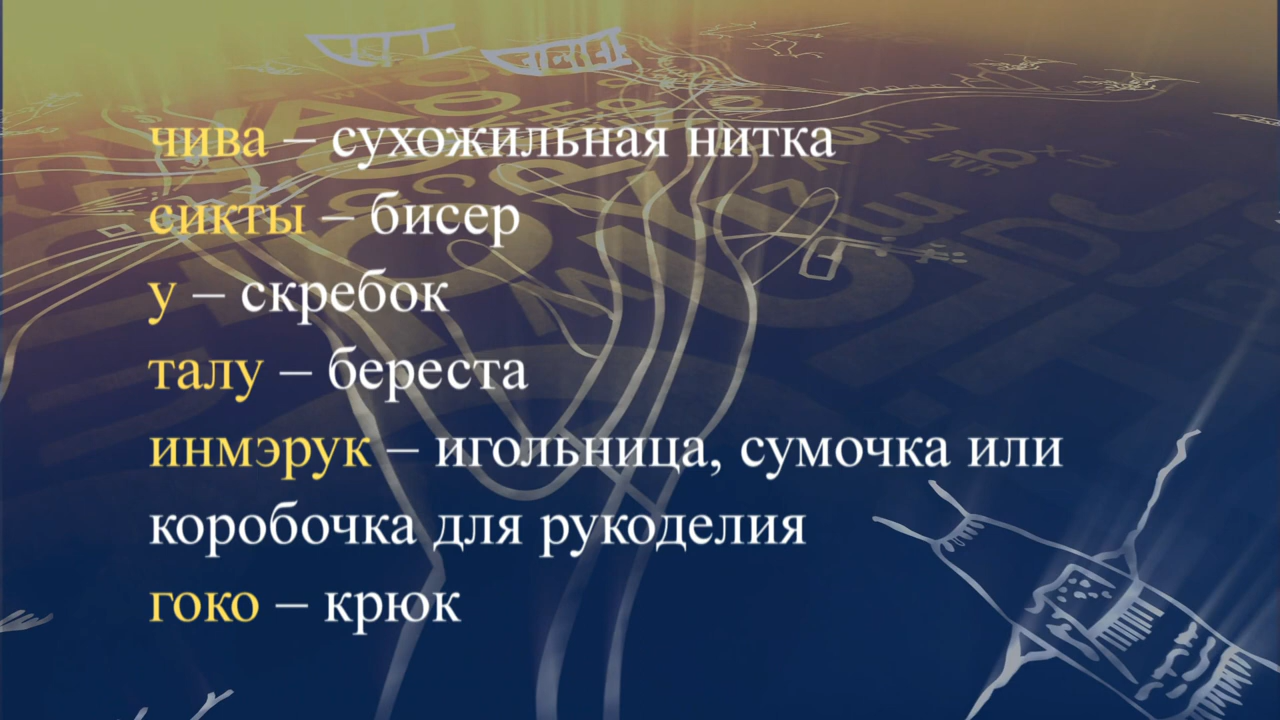 чива – сухожильная нитка
сикты – бисер
у – скребок
талу – береста
инмэрук – игольница, сумочка или
коробочка для рукоделия
гоко – крюк